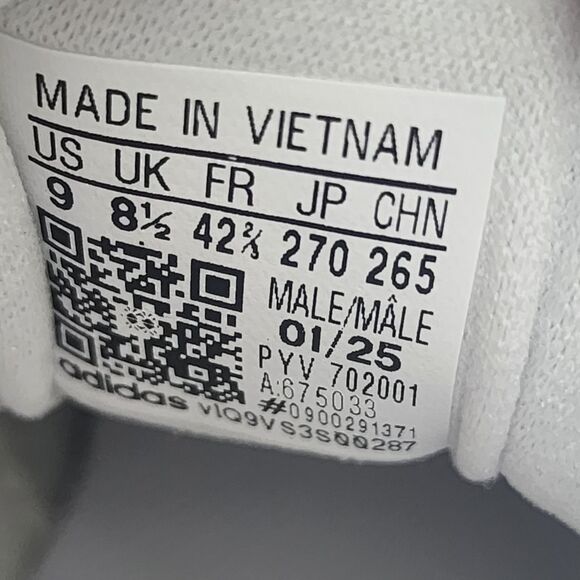 MADE IN VIETNAM
US UK FR JP CHN
9 8½ 42⅔ 270 265
MALE/MÂLE
01/25
PYV 702001
A:675033
#0900291371
adidas vIQ9VS3S00287